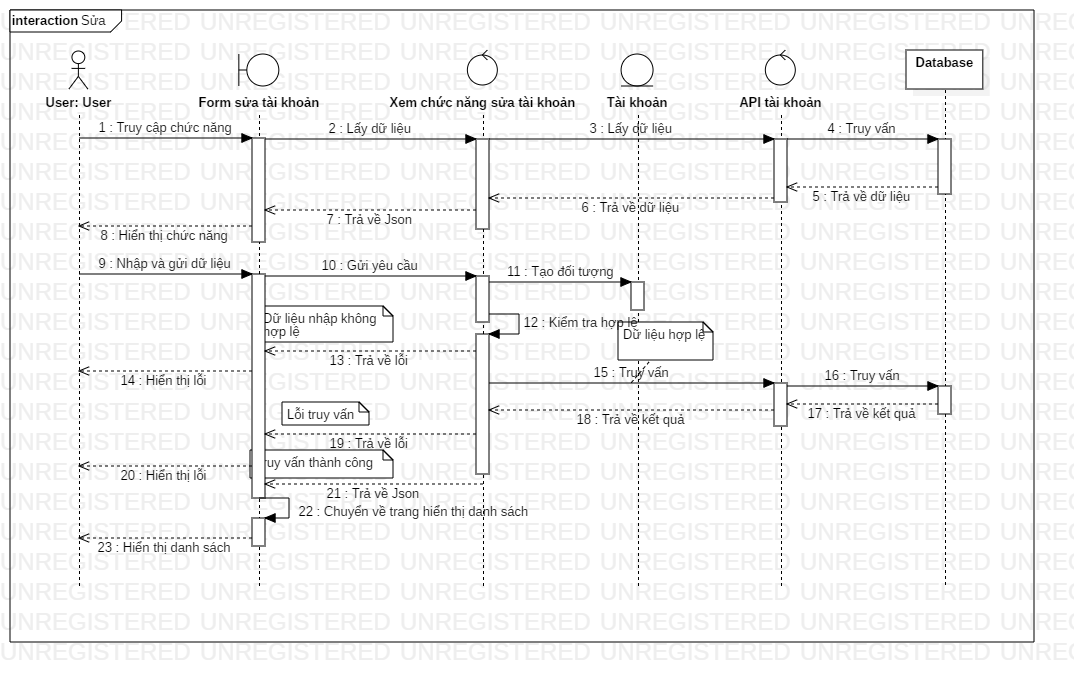 interaction Sửa
User: User
Form sửa tài khoản
Xem chức năng sửa tài khoản
Tài khoản
API tài khoản
Database
1 : Truy cập chức năng
2 : Lấy dữ liệu
3 : Lấy dữ liệu
4 : Truy vấn
5 : Trả về dữ liệu
6 : Trả về dữ liệu
7 : Trả về Json
8 : Hiển thị chức năng
9 : Nhập và gửi dữ liệu
10 : Gửi yêu cầu
11 : Tạo đối tượng
Dữ liệu nhập không
hợp lệ
12 : Kiểm tra hợp lệ
Dữ liệu hợp lệ
13 : Trả về lỗi
14 : Hiển thị lỗi
15 : Truy vấn
16 : Truy vấn
17 : Trả về kết quả
18 : Trả về kết quả
Lỗi truy vấn
19 : Trả về lỗi
ruy vấn thành công
20 : Hiển thị lỗi
21 : Trả về Json
22 : Chuyển về trang hiển thị danh sách
23 : Hiển thị danh sách
UNREGISTERED